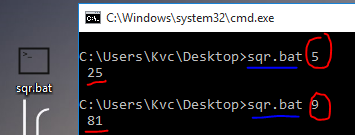 C:\Windows\system32\cmd.exe
C:\Users\Kvc\Desktop>sqr.bat 5
25
C:\Users\Kvc\Desktop>sqr.bat 9
81
sqr.bat